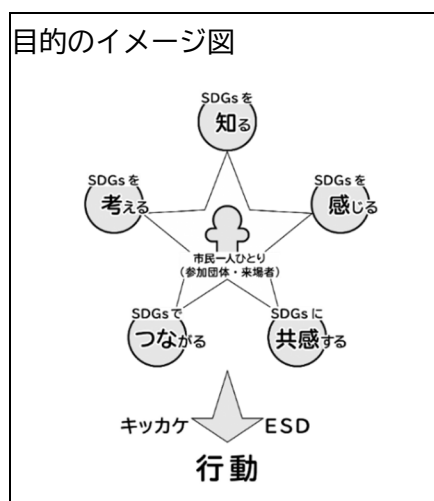 目的のイメージ図
SDGsを
知る
SDGsを
考える
SDGsを
感じる
市民一人ひとり
(参加団体・来場者)
SDGsで
つながる
SDGsに
共感する
キッカケ
ESD
行動